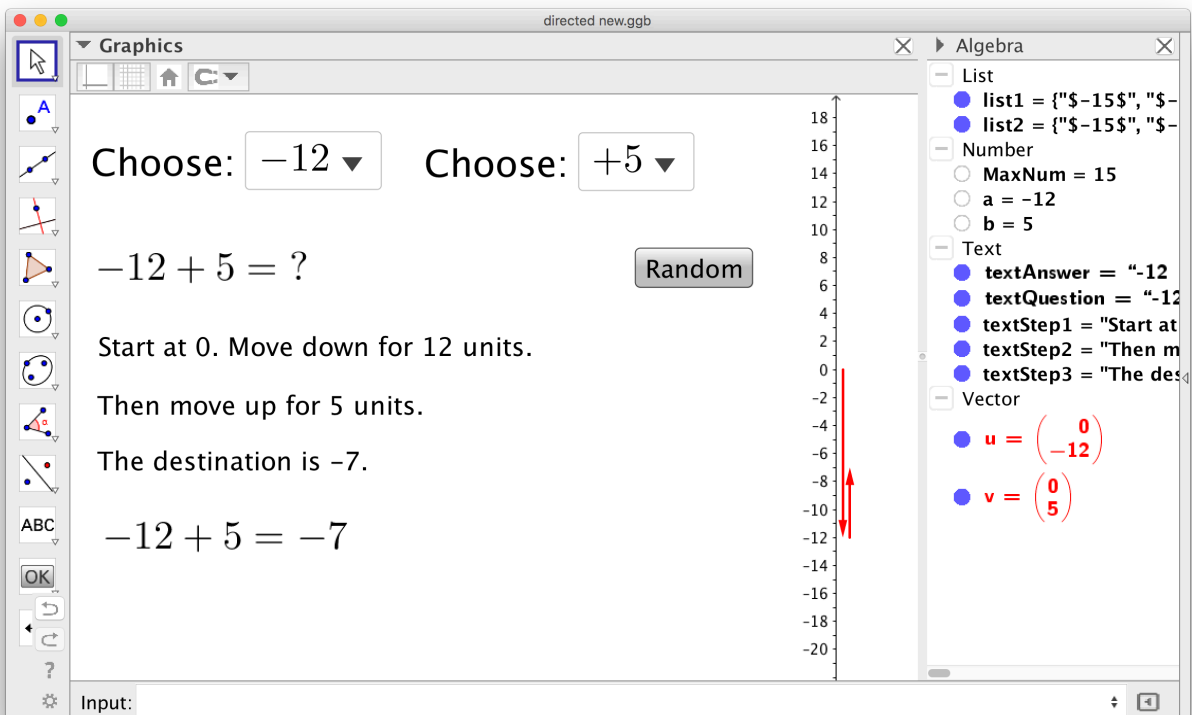 directed new.ggb
Graphics
Algebra
Choose: −12
Choose: +5
−12 + 5 = ?
Random
Start at 0. Move down for 12 units.
Then move up for 5 units.
The destination is −7.
−12 + 5 = −7
18
16
14
12
10
8
6
4
2
0
-2
-4
-6
-8
-10
-12
-14
-16
-18
-20
List
list1 = {"$-15$", "$-
list2 = {"$-15$", "$-
Number
MaxNum = 15
a = -12
b = 5
Text
textAnswer = “-12
textQuestion = “-12
textStep1 = "Start at
textStep2 = "Then m
textStep3 = "The des
Vector
u = ( 0
−12 )
v = ( 0
5 )
A
α
ABC
OK
?
Input: